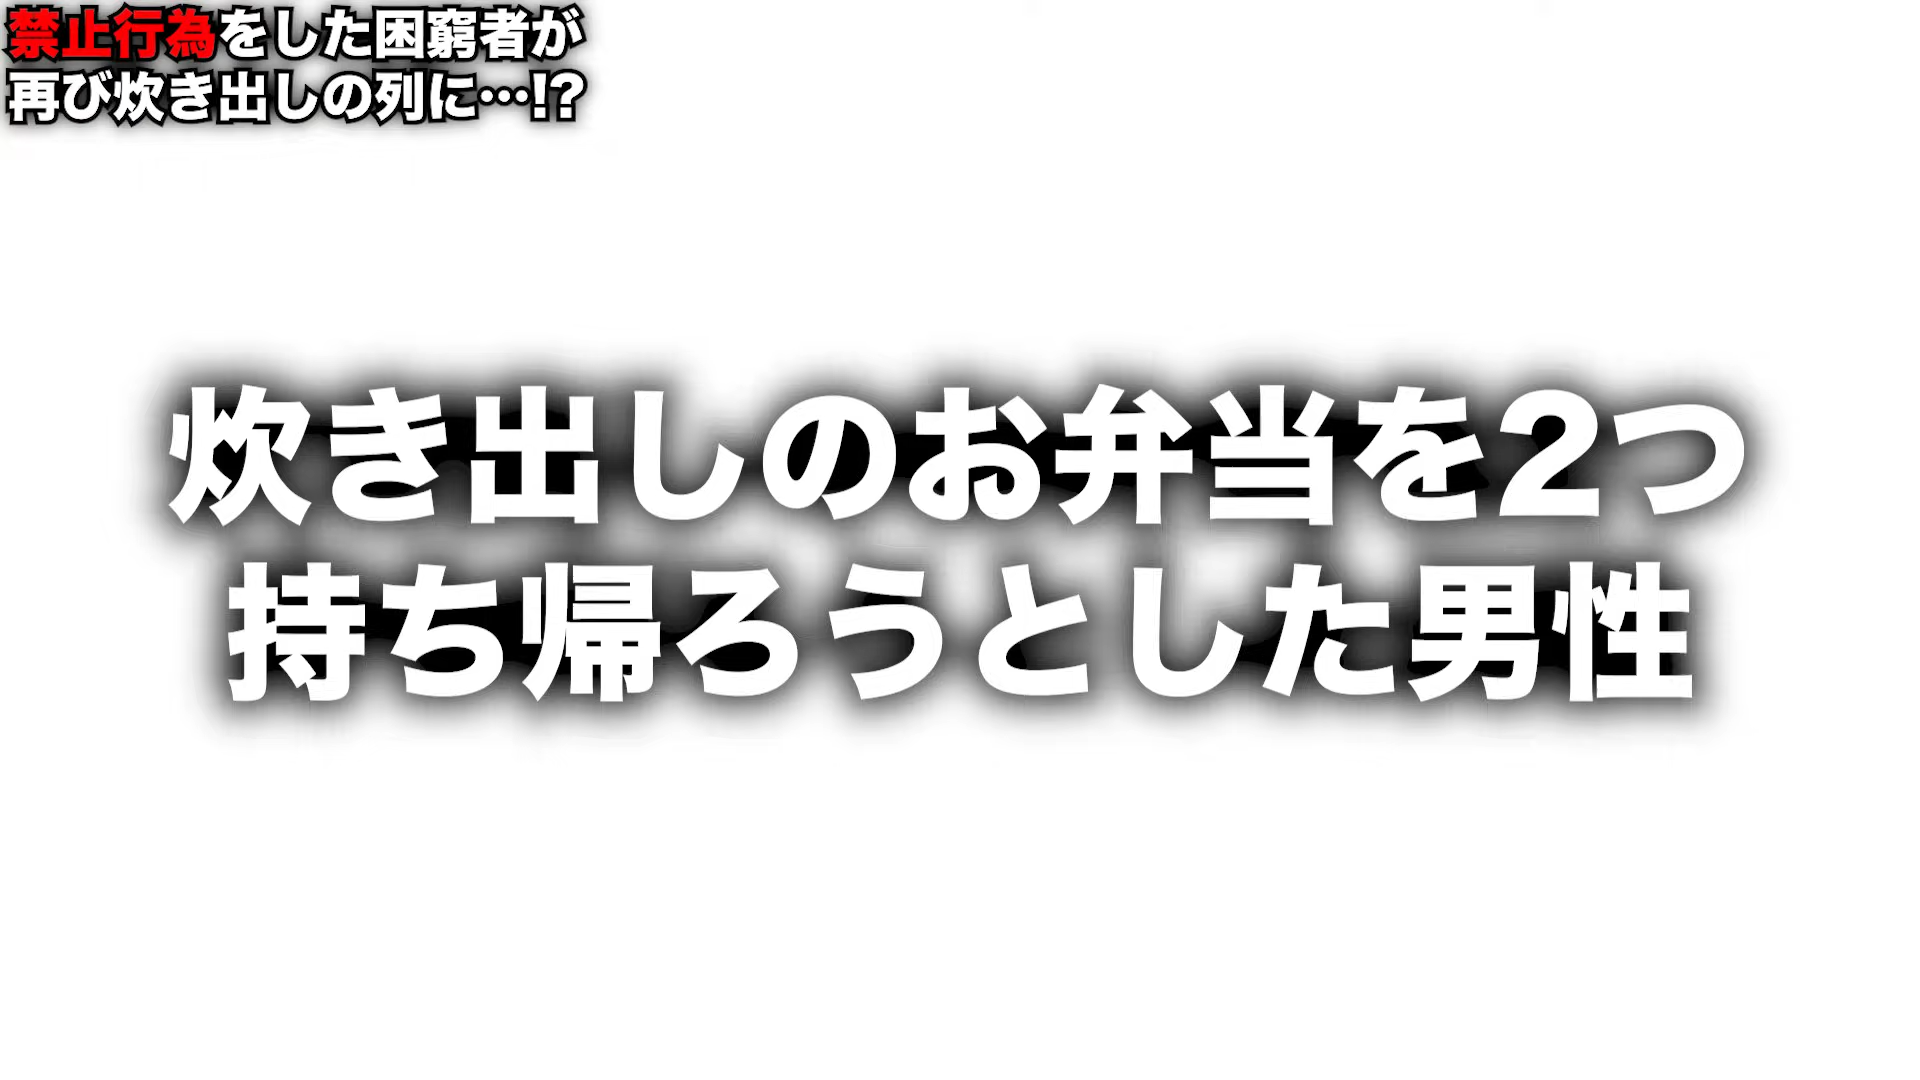 禁止行為をした困窮者が
再び炊き出しの列に…!?
炊き出しのお弁当を2つ
持ち帰ろうとした男性